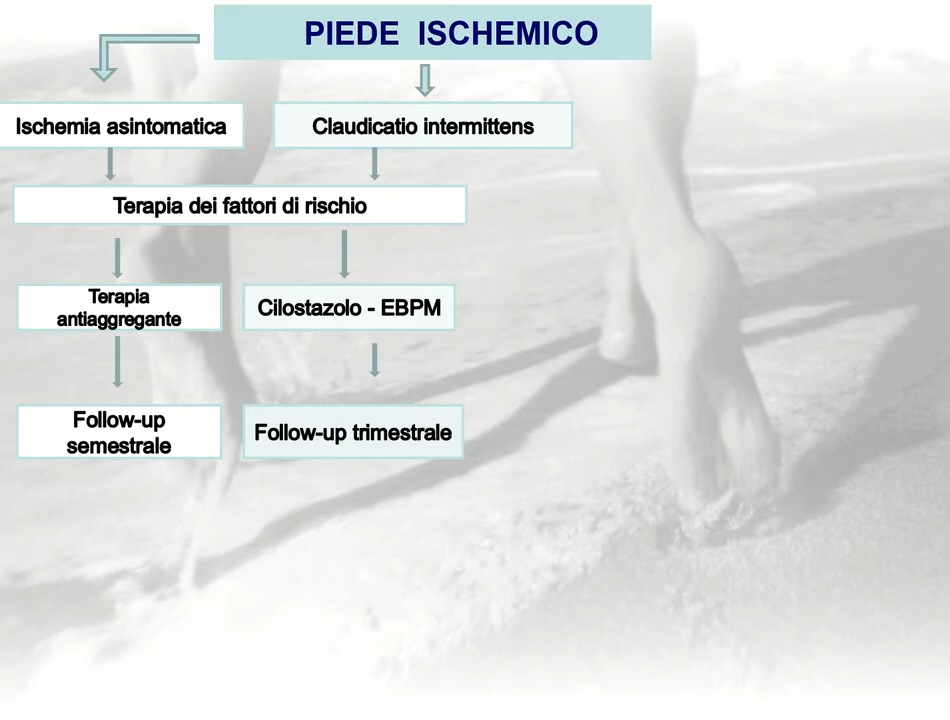 PIEDE ISCHEMICO
Ischemia asintomatica
Claudicatio intermittens
Terapia dei fattori di rischio
Terapia
antiaggregante
Cilostazolo - EBPM
Follow-up
semestrale
Follow-up trimestrale